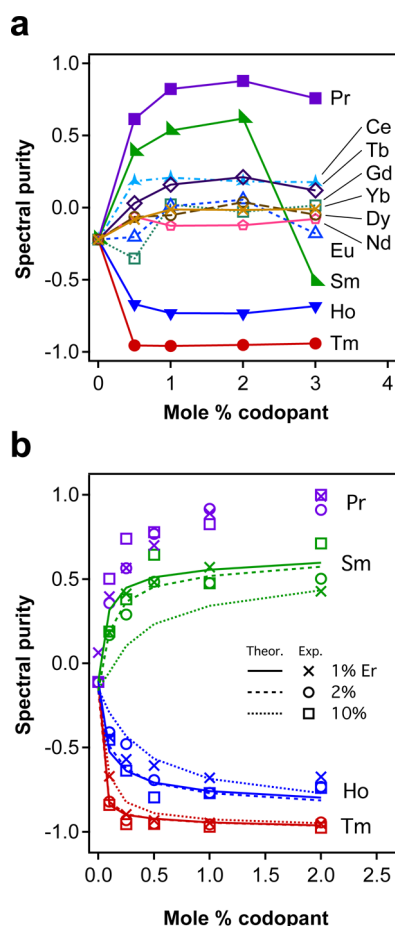 a
1.0
0.5
0.0
-0.5
-1.0
Spectral purity
Pr
Ce
Tb
Gd
Yb
Dy
Nd
Eu
Sm
Ho
Tm
0 1 2 3 4
Mole % codopant
b
1.0
0.5
0.0
-0.5
-1.0
Spectral purity
Pr
Sm
Theor. Exp.
1% Er
2%
10%
Ho
Tm
0.0 0.5 1.0 1.5 2.0 2.5
Mole % codopant